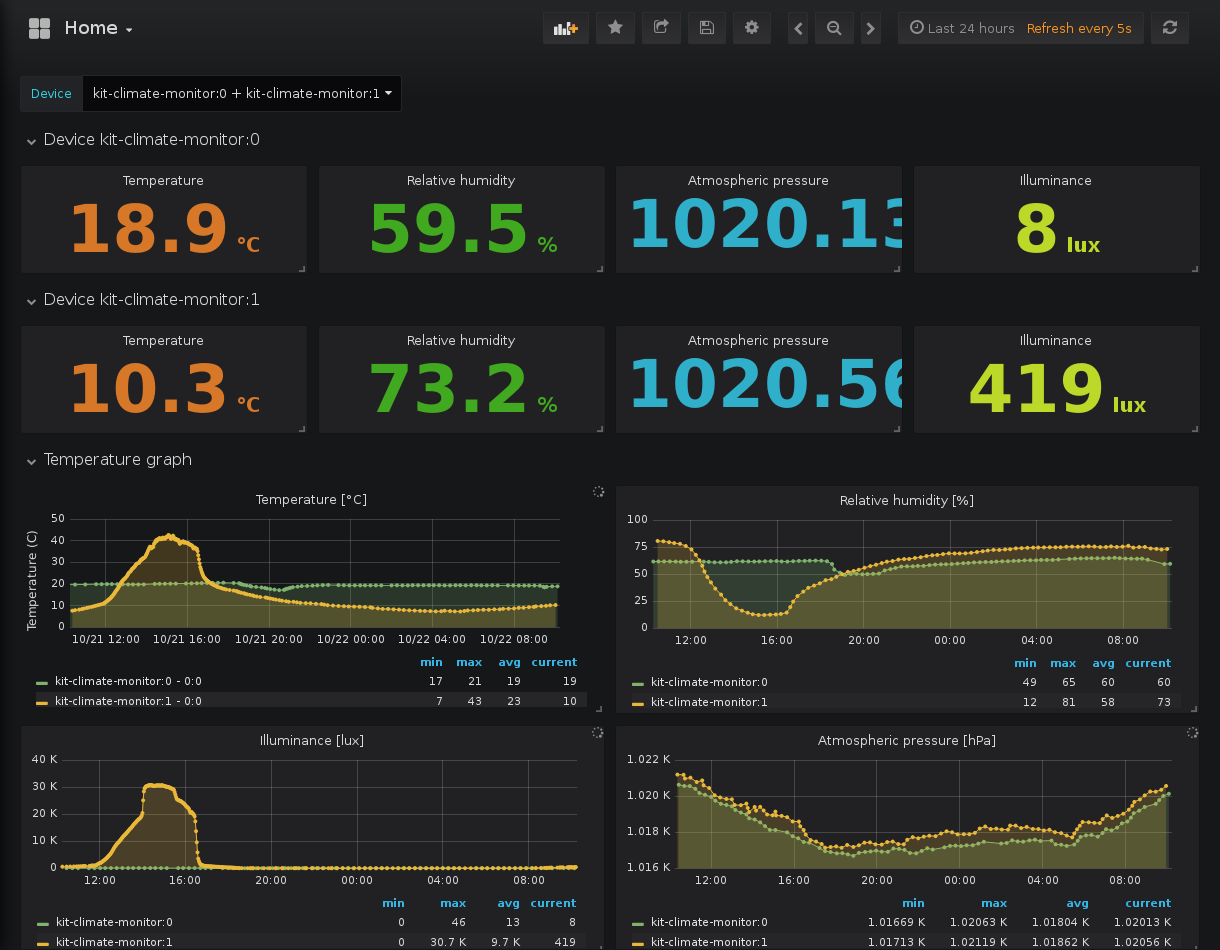 Home
Last 24 hours Refresh every 5s
Device kit-climate-monitor:0 + kit-climate-monitor:1
Device kit-climate-monitor:0
Temperature Relative humidity Atmospheric pressure Illuminance
18.9 °C 59.5 % 1020.13 8 lux
Device kit-climate-monitor:1
Temperature Relative humidity Atmospheric pressure Illuminance
10.3 °C 73.2 % 1020.56 419 lux
Temperature graph
Temperature [°C]
Temperature (C)
50
40
30
20
10
0
10/21 12:00 10/21 16:00 10/21 20:00 10/22 00:00 10/22 04:00 10/22 08:00
min max avg current
kit-climate-monitor:0 - 0:0 17 21 19 19
kit-climate-monitor:1 - 0:0 7 43 23 10
Relative humidity [%]
100
75
50
25
0
12:00 16:00 20:00 00:00 04:00 08:00
min max avg current
kit-climate-monitor:0 49 65 60 60
kit-climate-monitor:1 12 81 58 73
Illuminance [lux]
40 K
30 K
20 K
10 K
0
12:00 16:00 20:00 00:00 04:00 08:00
min max avg current
kit-climate-monitor:0 0 46 13 8
kit-climate-monitor:1 0 30.7 K 9.7 K 419
Atmospheric pressure [hPa]
1.022 K
1.020 K
1.018 K
1.016 K
12:00 16:00 20:00 00:00 04:00 08:00
min max avg current
kit-climate-monitor:0 1.01669 K 1.02063 K 1.01804 K 1.02013 K
kit-climate-monitor:1 1.01713 K 1.02119 K 1.01862 K 1.02056 K